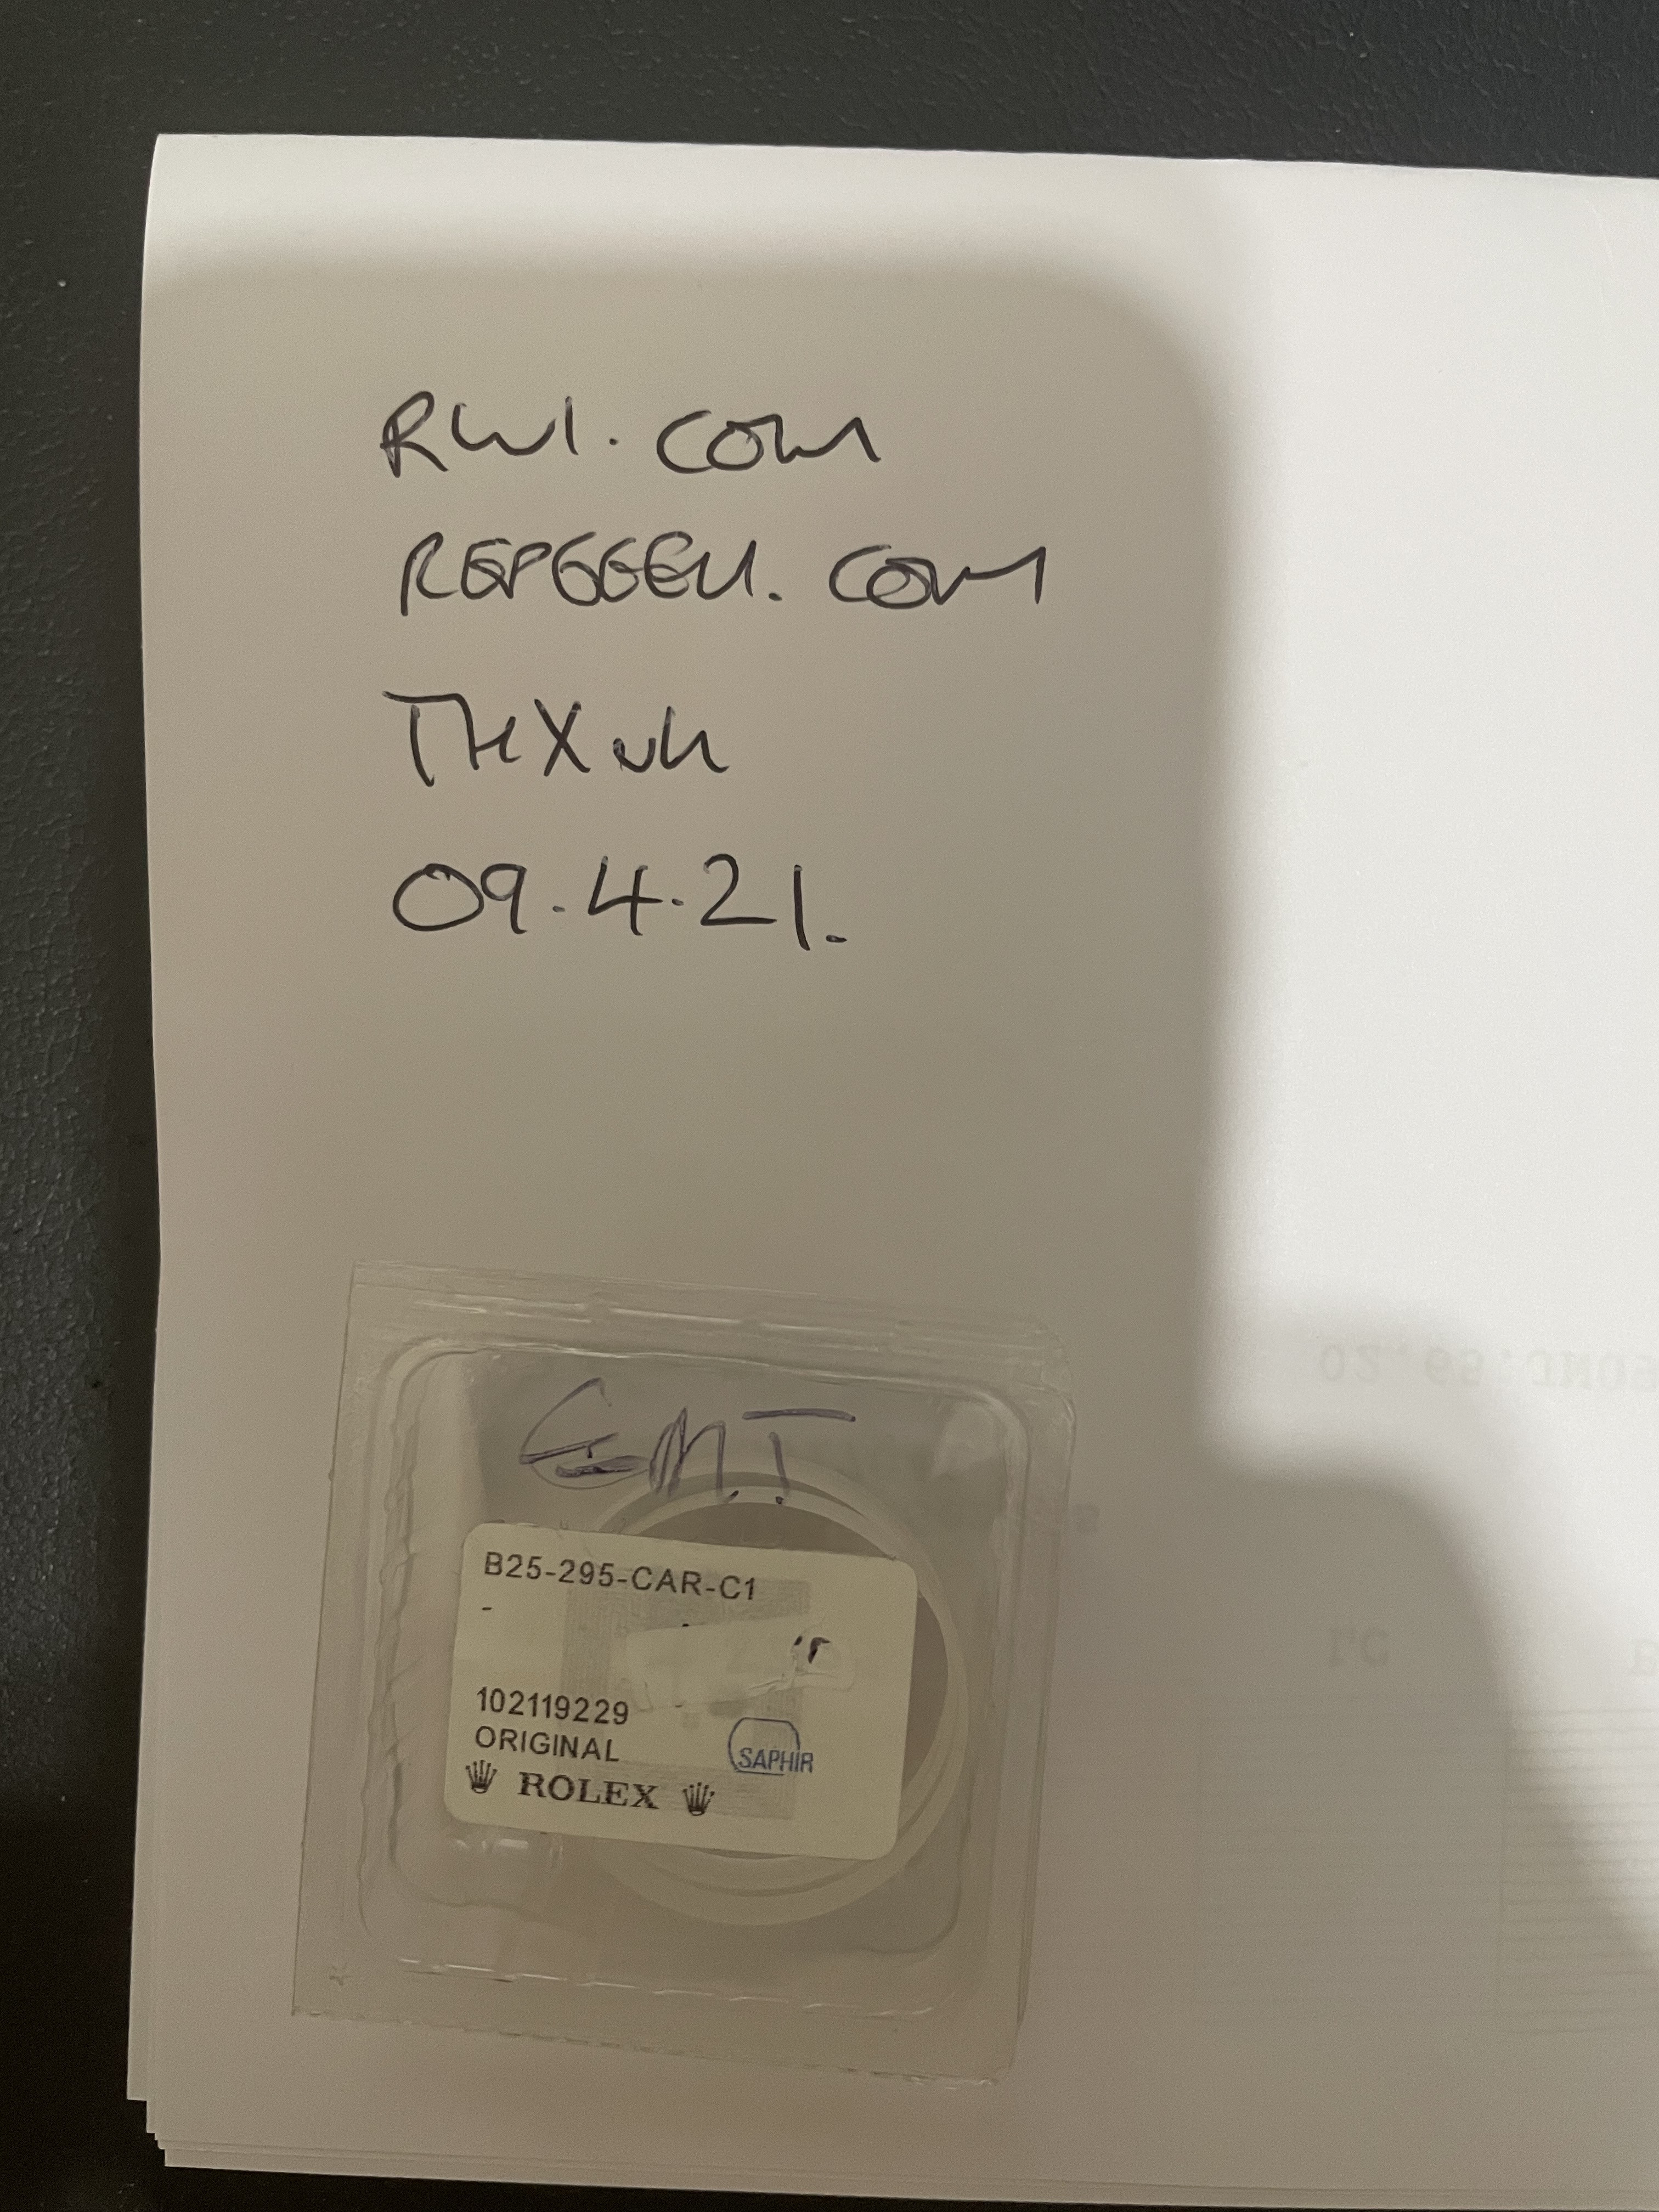 RWI.COM
REPGEEK.COM
THXuk
09.4.21.
GMT
B25-295-CAR-C1
-
102119229
ORIGINAL
SAPHIR
ROLEX